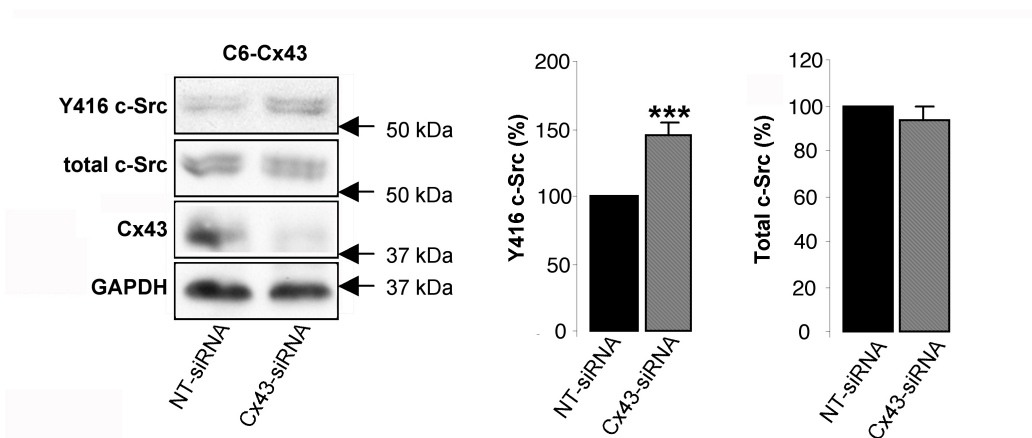 C6-Cx43
Y416 c-Src
50 kDa
total c-Src
50 kDa
Cx43
37 kDa
GAPDH
37 kDa
NT-siRNA
Cx43-siRNA
Y416 c-Src (%)
200
150
100
50
0
***
NT-siRNA
Cx43-siRNA
Total c-Src (%)
120
100
80
60
40
20
0
NT-siRNA
Cx43-siRNA